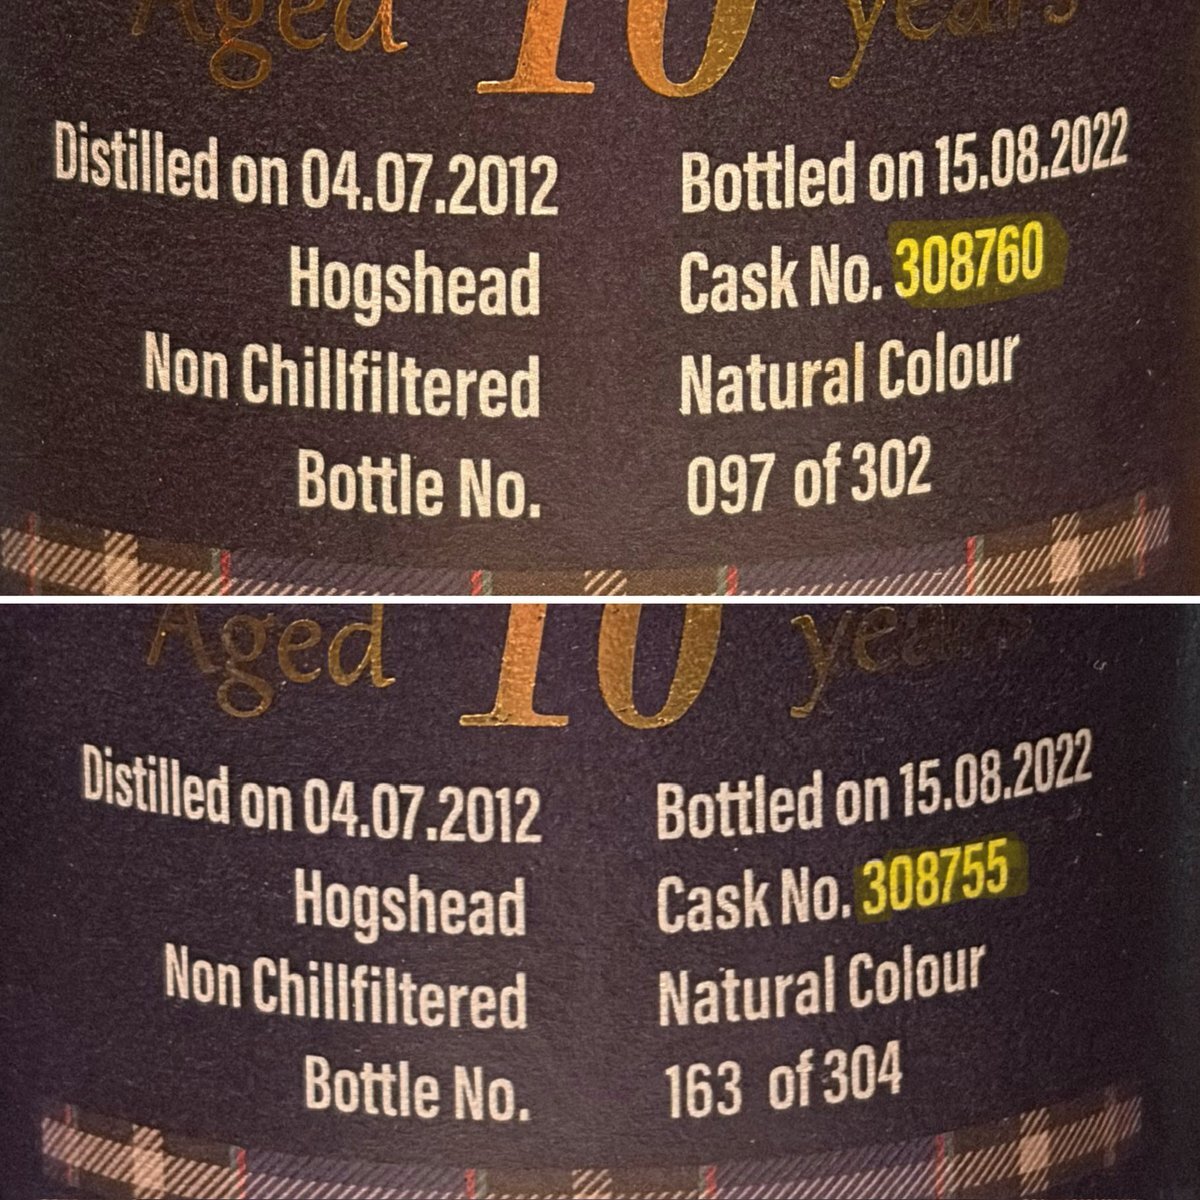 Aged 10 years
Distilled on 04.07.2012 Bottled on 15.08.2022
Hogshead Cask No. 308760
Non Chillfiltered Natural Colour
Bottle No. 097 of 302
Aged 10 years
Distilled on 04.07.2012 Bottled on 15.08.2022
Hogshead Cask No. 308755
Non Chillfiltered Natural Colour
Bottle No. 163 of 304